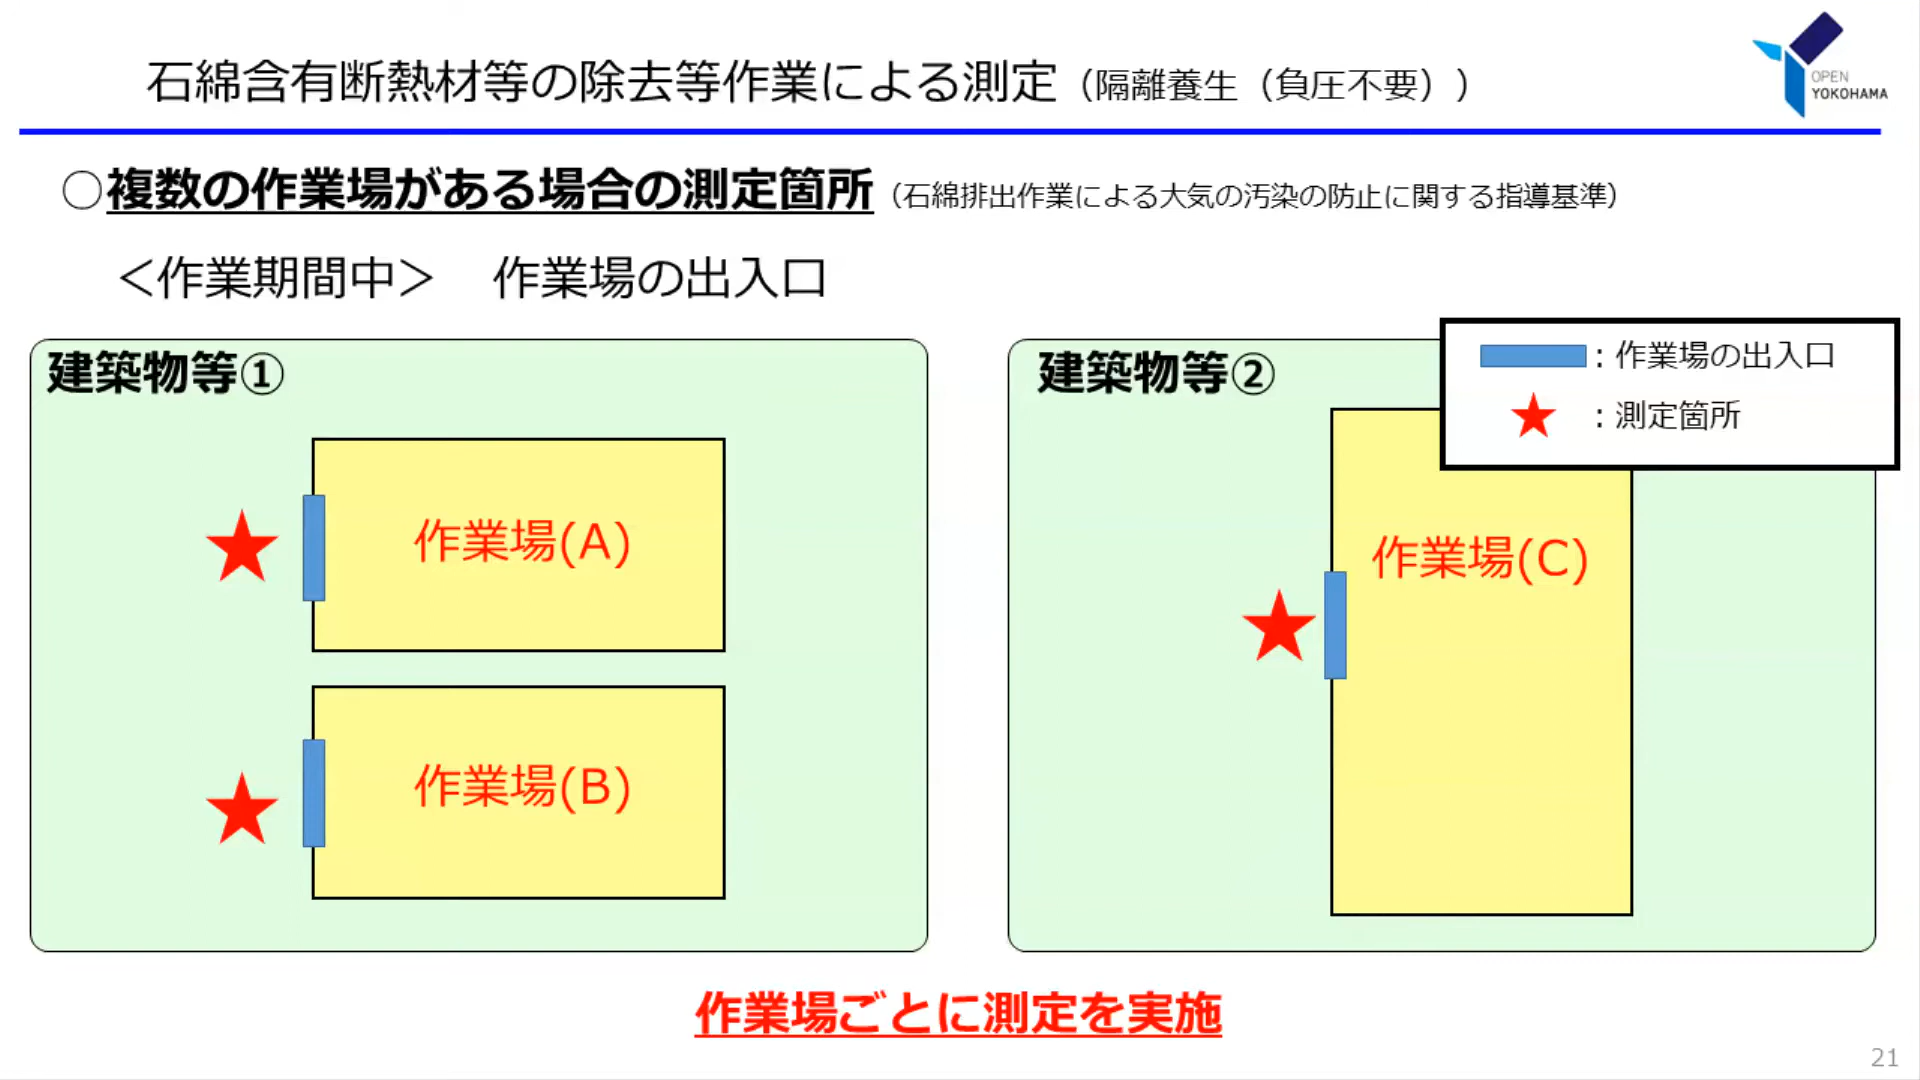 石綿含有断熱材等の除去等作業による測定（隔離養生（負圧不要））
OPEN
YOKOHAMA
○複数の作業場がある場合の測定箇所（石綿排出作業による大気の汚染の防止に関する指導基準）
＜作業期間中＞　作業場の出入口
建築物等①
建築物等②
：作業場の出入口
：測定箇所
作業場(A)
作業場(C)
作業場(B)
作業場ごとに測定を実施
21